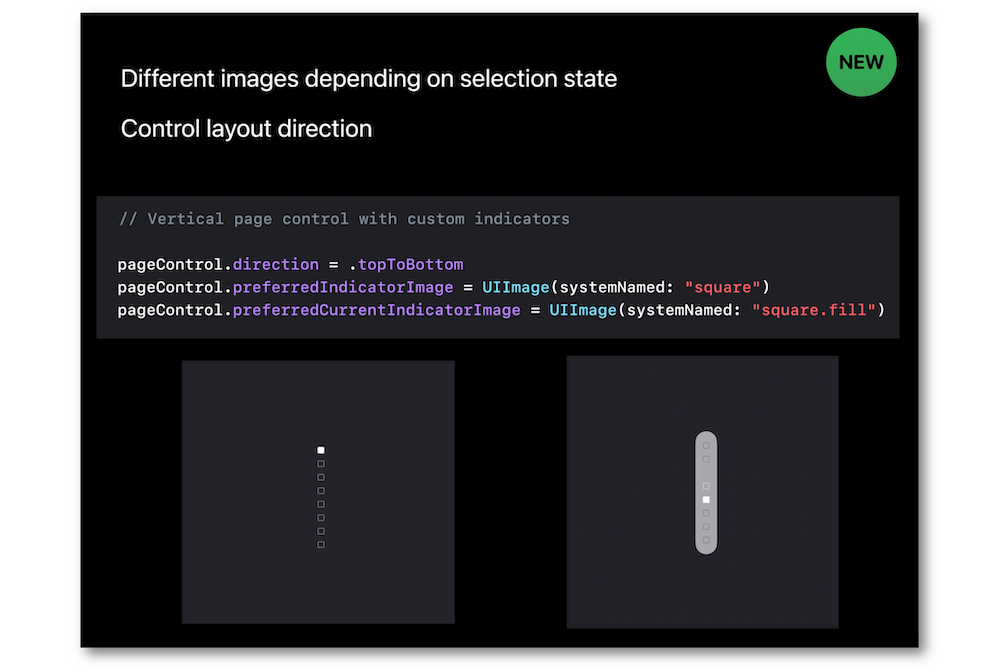 NEW
Different images depending on selection state
Control layout direction
// Vertical page control with custom indicators
pageControl.direction = .topToBottom
pageControl.preferredIndicatorImage = UIImage(systemNamed: "square")
pageControl.preferredCurrentIndicatorImage = UIImage(systemNamed: "square.fill")